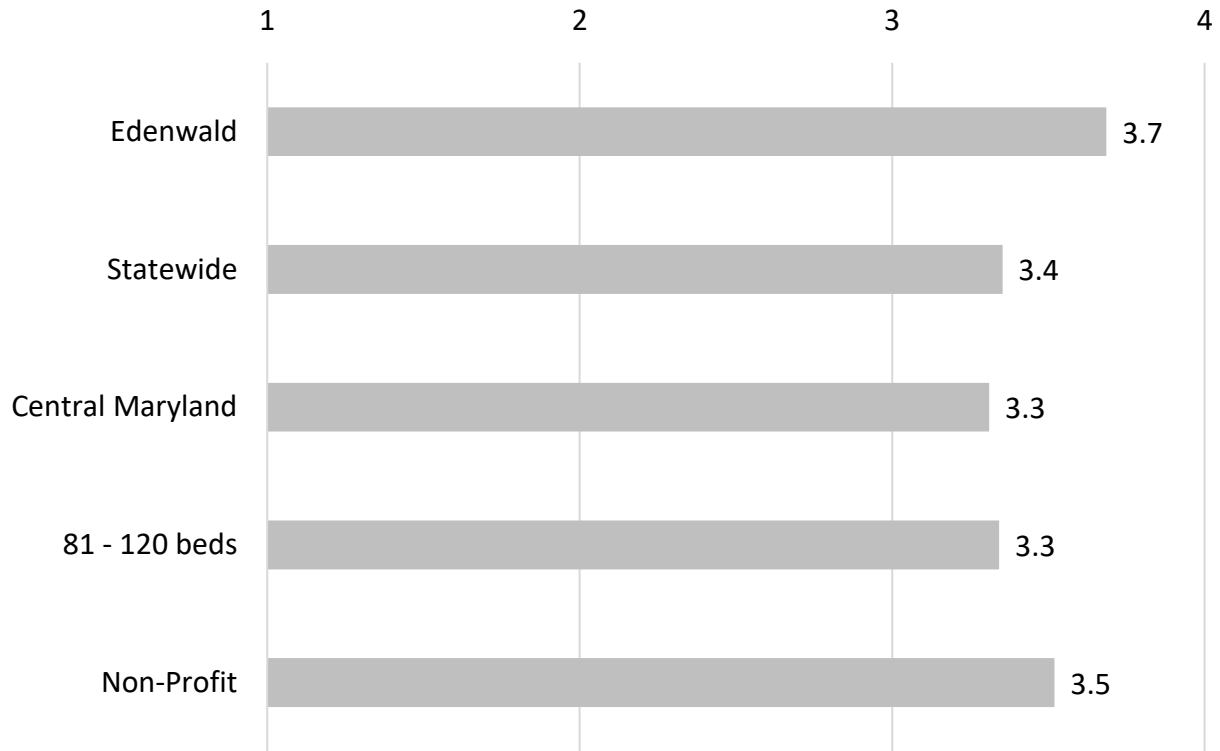 1 2 3 4
Edenwald 3.7
Statewide 3.4
Central Maryland 3.3
81 - 120 beds 3.3
Non-Profit 3.5